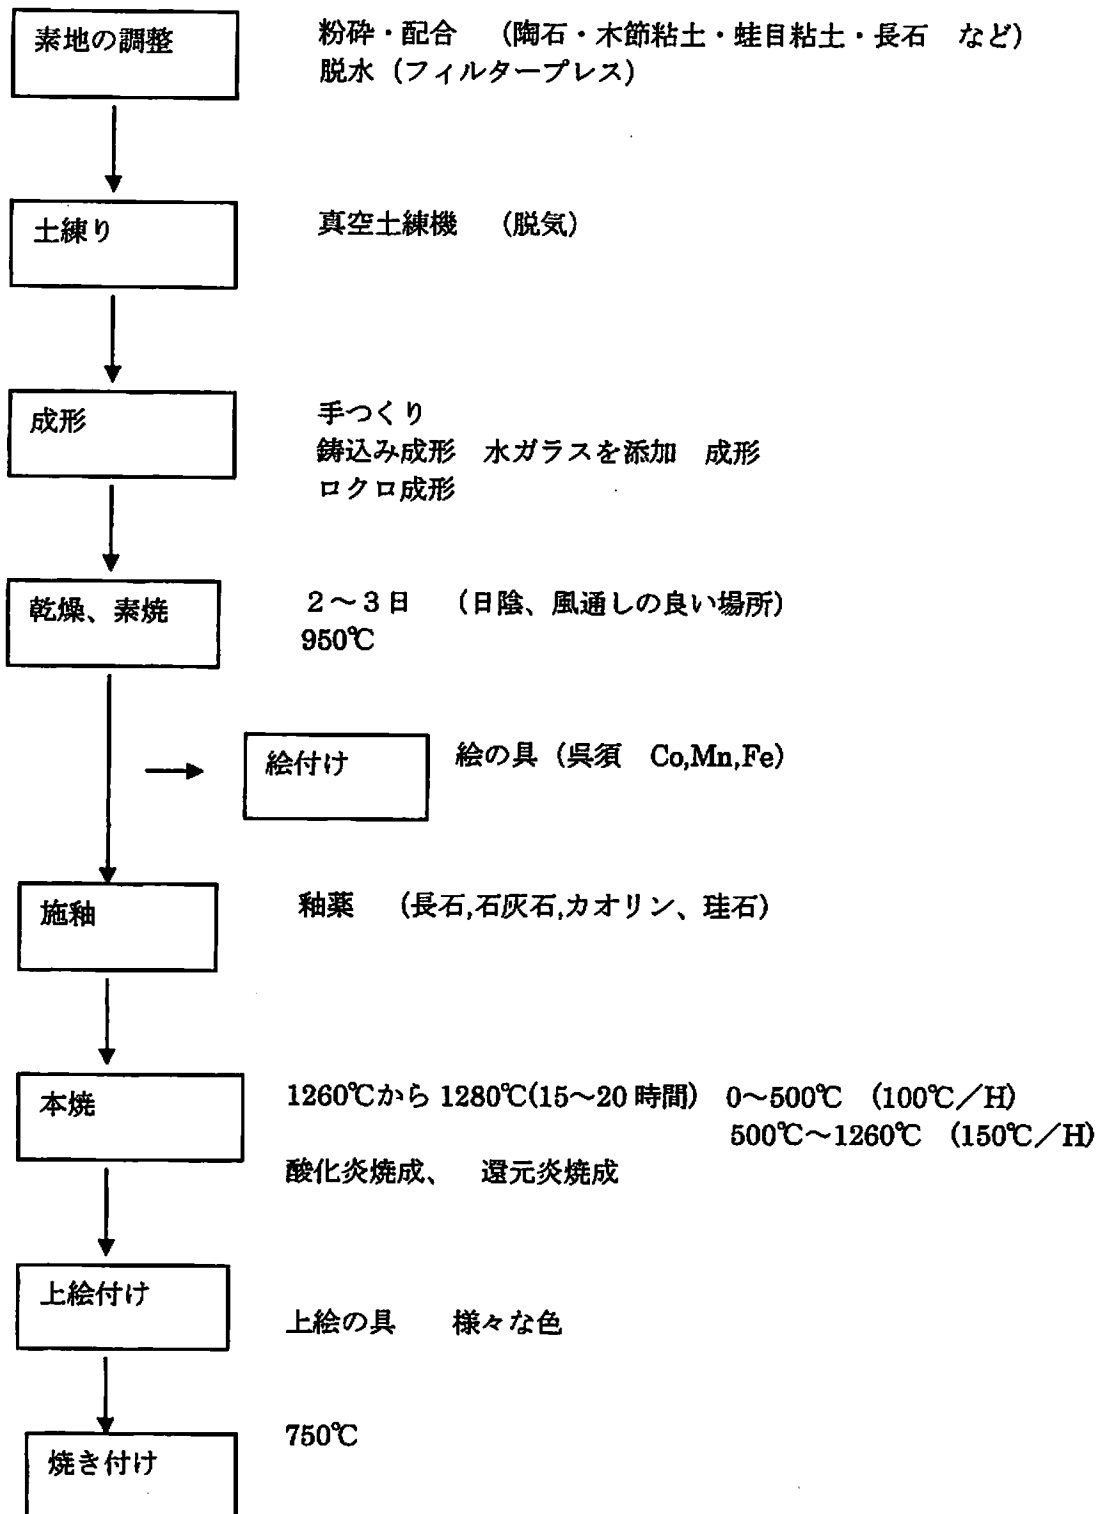 素地の調整
粉砕・配合 (陶石・木節粘土・蛙目粘土・長石 など)
脱水(フィルタープレス)
土練り
真空土練機 (脱気)
成形
手つくり
鋳込み成形 水ガラスを添加 成形
ロクロ成形
乾燥、素焼
2〜3日 (日陰、風通しの良い場所)
950℃
絵付け
絵の具(呉須 Co,Mn,Fe)
施釉
釉薬 (長石,石灰石,カオリン、珪石)
本焼
1260℃から1280℃(15〜20時間) 0〜500℃ (100℃/H)
500℃〜1260℃ (150℃/H)
酸化炎焼成、 還元炎焼成
上絵付け
上絵の具 様々な色
焼き付け
750℃